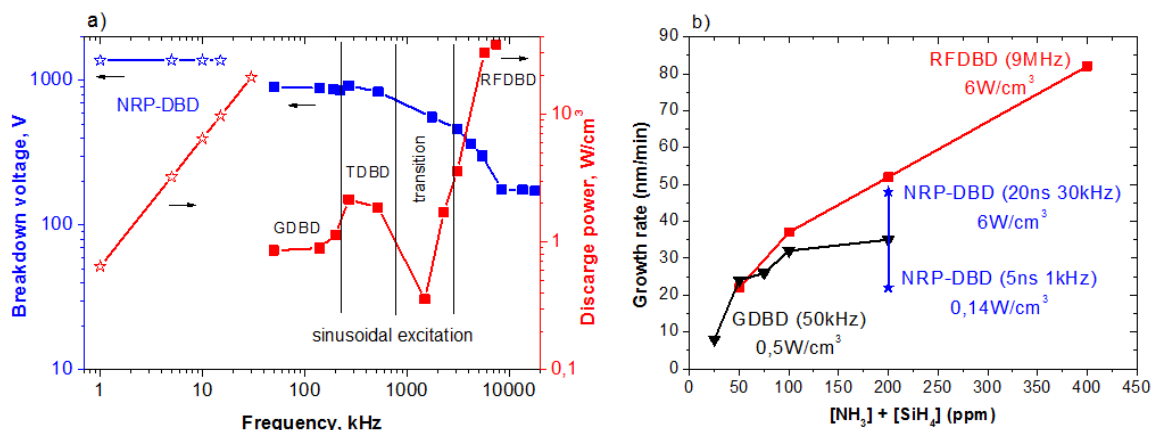 a)
Breakdown voltage, V
1000
100
10
NRP-DBD
GDBD
TDBD
transition
RFDBD
sinusoidal excitation
10³
1
0,1
Discarge power, W/cm
1
10
100
1000
10000
Frequency, kHz
b)
Growth rate (nm/min)
90
80
70
60
50
40
30
20
10
0
RFDBD (9MHz)
6W/cm³
NRP-DBD (20ns 30kHz)
6W/cm³
NRP-DBD (5ns 1kHz)
0,14W/cm³
GDBD (50kHz)
0,5W/cm³
0
50
100
150
200
250
300
350
400
450
[NH₃] + [SiH₄] (ppm)